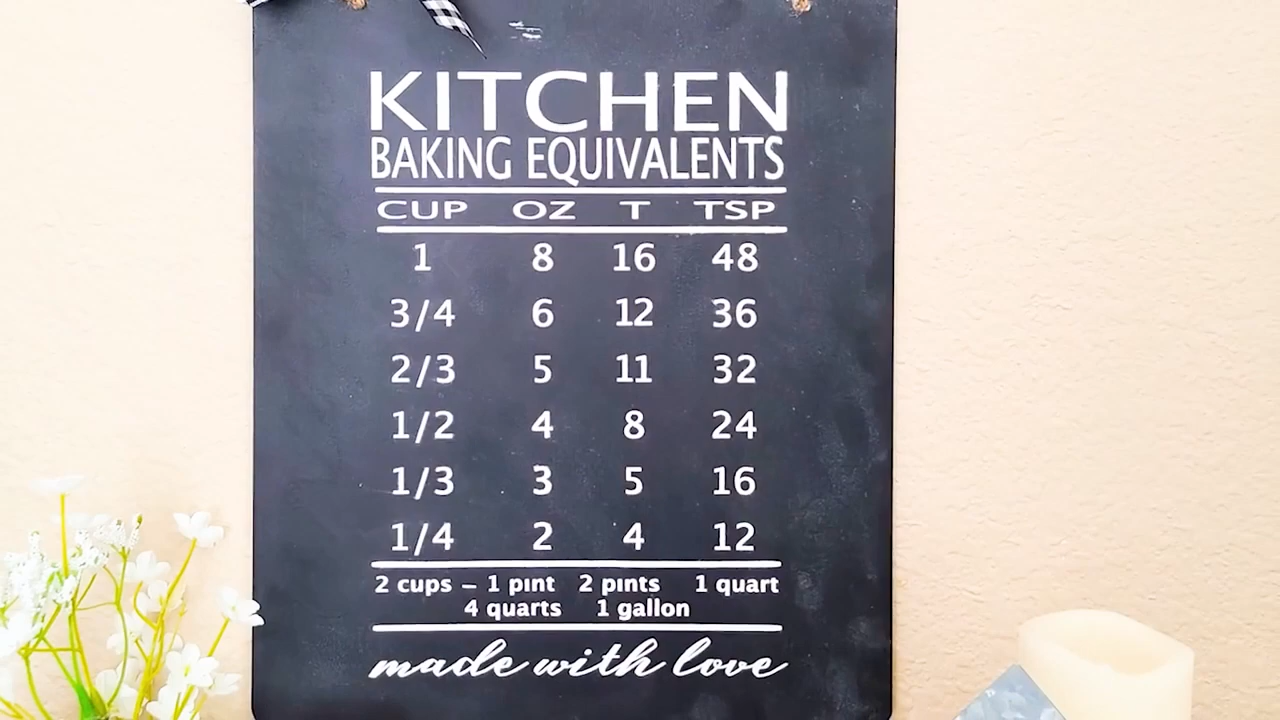 KITCHEN
BAKING EQUIVALENTS
CUP OZ T TSP
1 8 16 48
3/4 6 12 36
2/3 5 11 32
1/2 4 8 24
1/3 3 5 16
1/4 2 4 12
2 cups – 1 pint 2 pints 1 quart
4 quarts 1 gallon
made with love